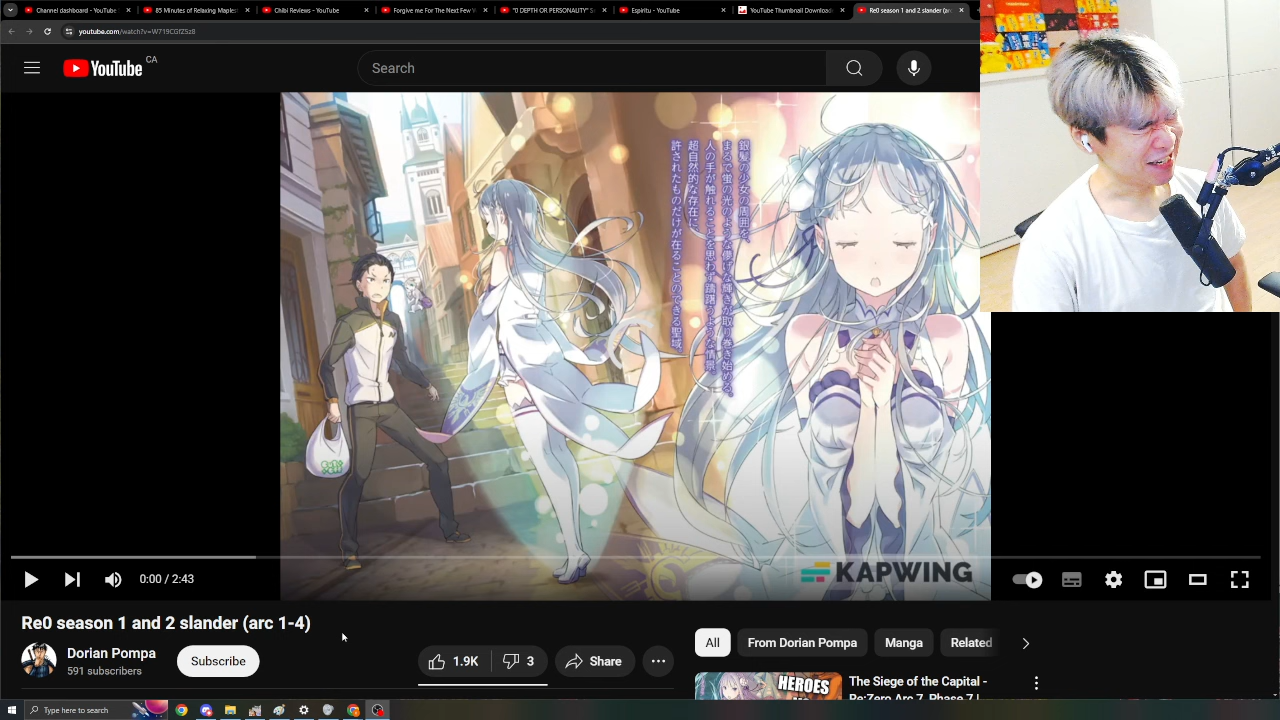 Channel dashboard - YouTube
85 Minutes of Relaxing Maples
Chibi Reviews - YouTube
Forgive me For The Next Few
"0 DEPTH OR PERSONALITY"
Espiritu - YouTube
YouTube Thumbnail Download
Re0 season 1 and 2 slander (arc
youtube.com/watch?v=W719CGfZ5z8
YouTube CA
Search
銀髪の少女の周囲を、
まるで蛍の光のような儚げな輝きが取り巻き始める。
人の手が触れることを思わず躊躇うような情景。
超自然的な存在に、
許されたものだけが在ることのできる聖域。
KAPWING
0:00 / 2:43
Re0 season 1 and 2 slander (arc 1-4)
Dorian Pompa
591 subscribers
Subscribe
1.9K
3
Share
All
From Dorian Pompa
Manga
Related
HEROES
The Siege of the Capital -
Re:Zero Arc 7, Phase 7 |
Type here to search